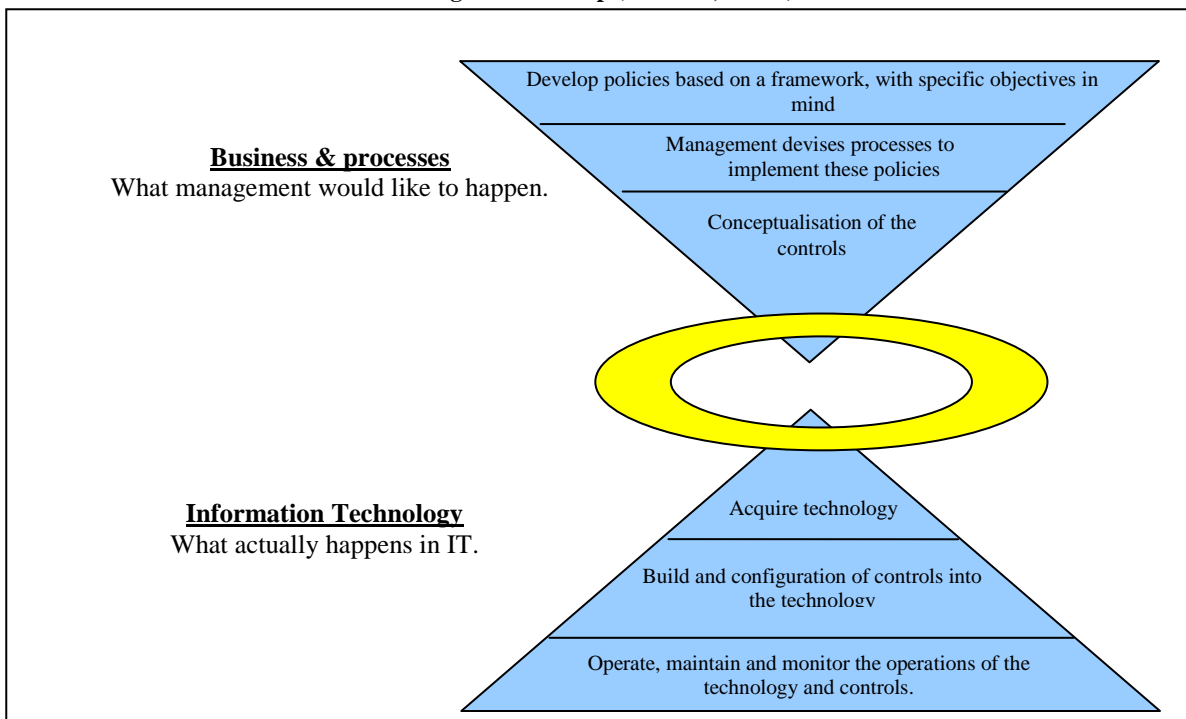 Develop policies based on a framework, with specific objectives in
mind
Management devises processes to
implement these policies
Business & processes
What management would like to happen.
Conceptualisation of the
controls
Information Technology
What actually happens in IT.
Acquire technology
Build and configuration of controls into
the technology
Operate, maintain and monitor the operations of the
technology and controls.